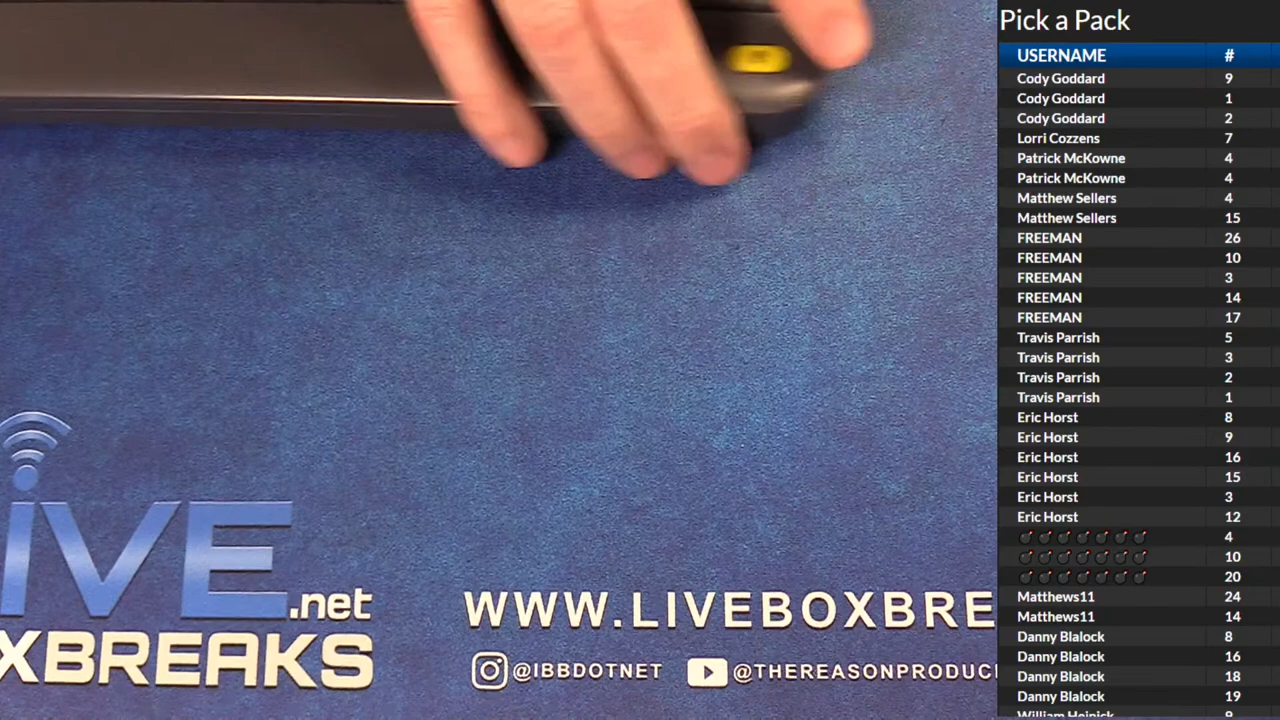 Pick a Pack
USERNAME #
Cody Goddard 9
Cody Goddard 1
Cody Goddard 2
Lorri Cozzens 7
Patrick McKowne 4
Patrick McKowne 4
Matthew Sellers 4
Matthew Sellers 15
FREEMAN 26
FREEMAN 10
FREEMAN 3
FREEMAN 14
FREEMAN 17
Travis Parrish 5
Travis Parrish 3
Travis Parrish 2
Travis Parrish 1
Eric Horst 8
Eric Horst 9
Eric Horst 16
Eric Horst 15
Eric Horst 3
Eric Horst 12
💣💣💣💣💣💣💣 4
💣💣💣💣💣💣💣 10
💣💣💣💣💣💣💣 20
Matthews11 24
Matthews11 14
Danny Blalock 8
Danny Blalock 16
Danny Blalock 18
Danny Blalock 19
William Heinick 9
iVE.net
XBREAKS
WWW.LIVEBOXBRE
@IBBDOTNET @THEREASONPRODUC